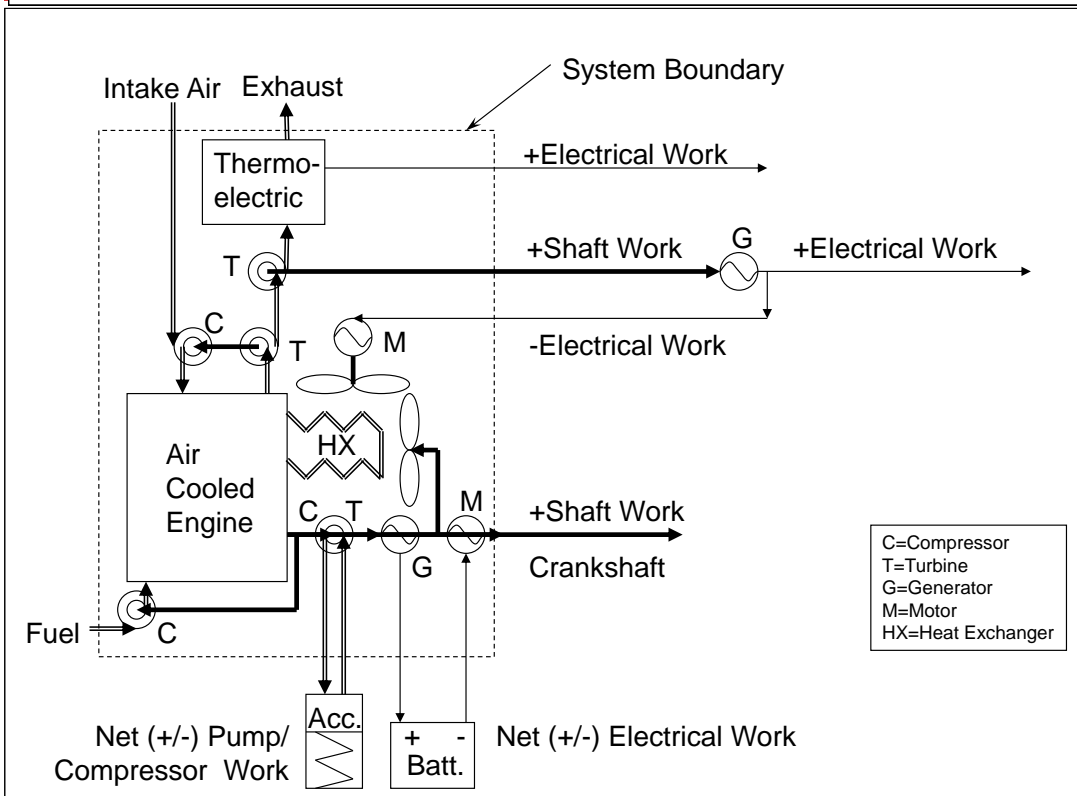 System Boundary
Intake Air
Exhaust
Thermo-
electric
+Electrical Work
T
+Shaft Work
G
+Electrical Work
C
T
M
-Electrical Work
HX
Air
Cooled
Engine
C
T
M
+Shaft Work
G
Crankshaft
C
Fuel
C=Compressor
T=Turbine
G=Generator
M=Motor
HX=Heat Exchanger
Acc.
Net (+/-) Pump/
Compressor Work
+ -
Batt.
Net (+/-) Electrical Work